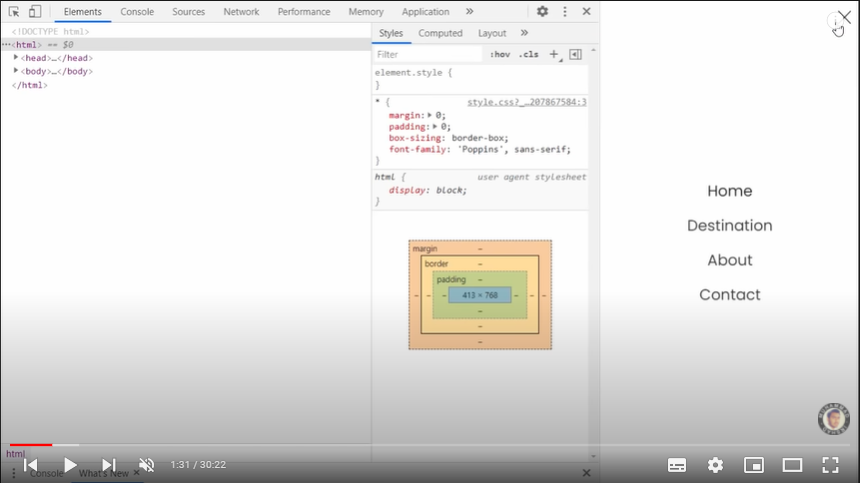 Elements Console Sources Network Performance Memory Application »
<!DOCTYPE html>
···<html> == $0
<head>…</head>
<body>…</body>
</html>
Styles Computed Layout »
Filter :hov .cls +
element.style {
}
* { style.css?_…207867584:3
margin: 0;
padding: 0;
box-sizing: border-box;
font-family: 'Poppins', sans-serif;
}
html { user agent stylesheet
display: block;
}
margin –
border –
padding –
– – – 413 × 768 – – –
–
–
–
Home
Destination
About
Contact
html
1:31 / 30:22
Console What's New ×